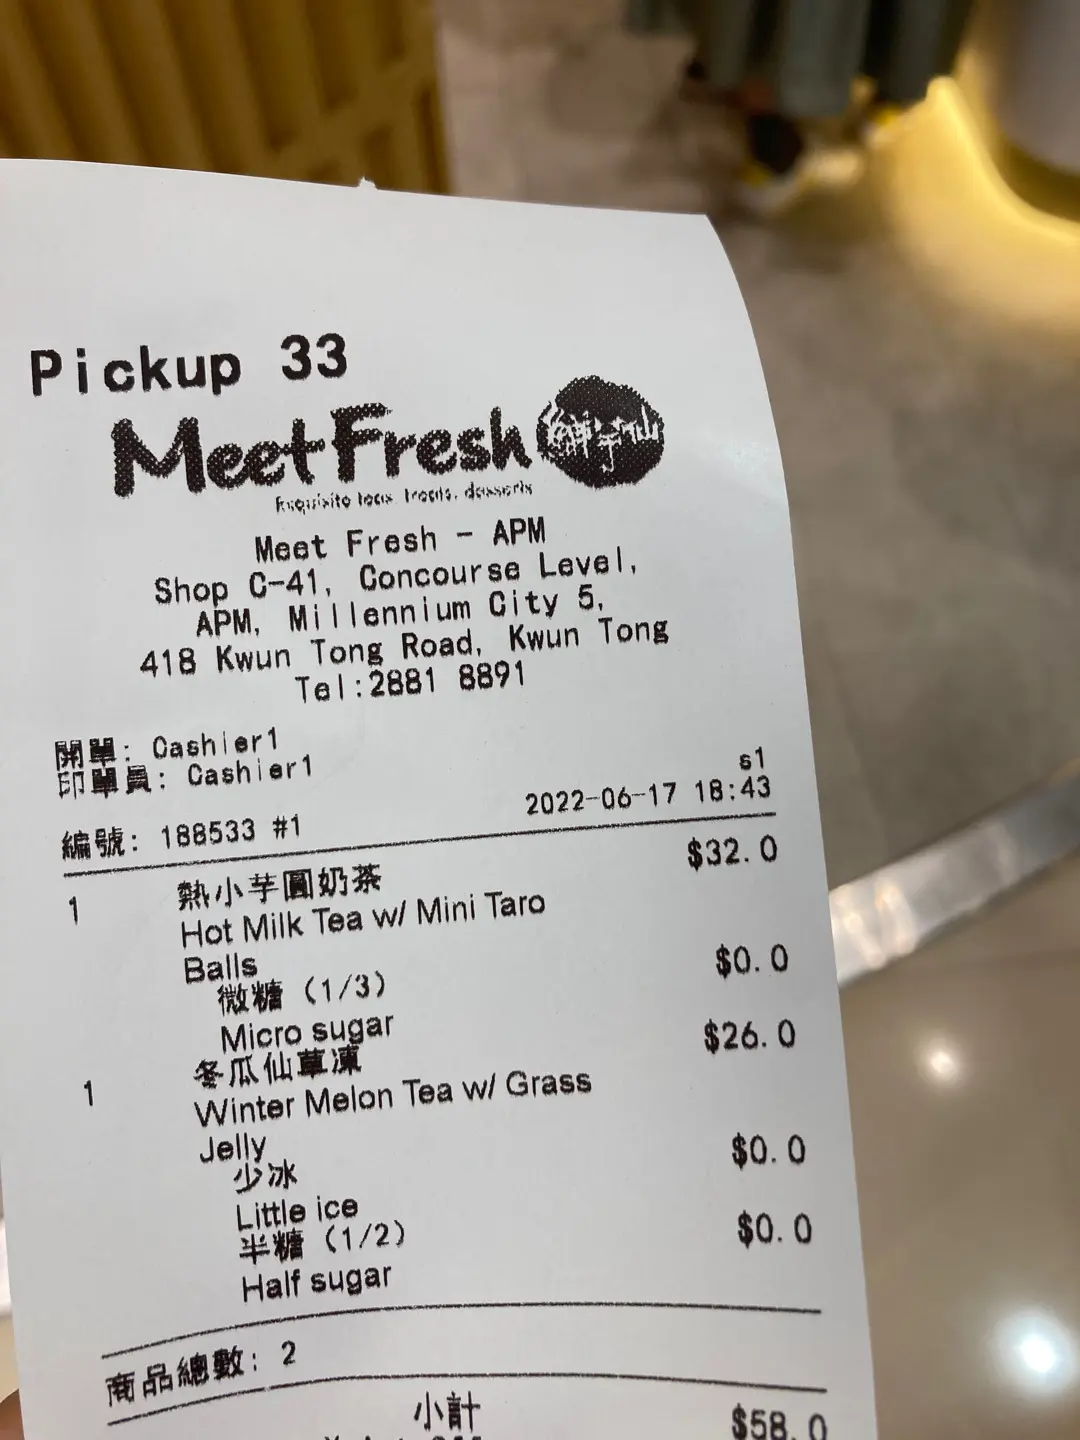 Pickup 33
Meet Fresh 鮮芋仙
Meet Fresh - APM
Shop C-41, Concourse Level,
APM, Millennium City 5,
418 Kwun Tong Road, Kwun Tong
Tel:2881 8891
開單: Cashier1
印單員: Cashier1 s1
編號: 188533 #1 2022-06-17 18:43
1 熱小芋圓奶茶 $32.0
Hot Milk Tea w/ Mini Taro
Balls
微糖 (1/3) $0.0
Micro sugar
1 冬瓜仙草凍 $26.0
Winter Melon Tea w/ Grass
Jelly
少冰 $0.0
Little ice
半糖 (1/2) $0.0
Half sugar
商品總數: 2
小計 $58.0